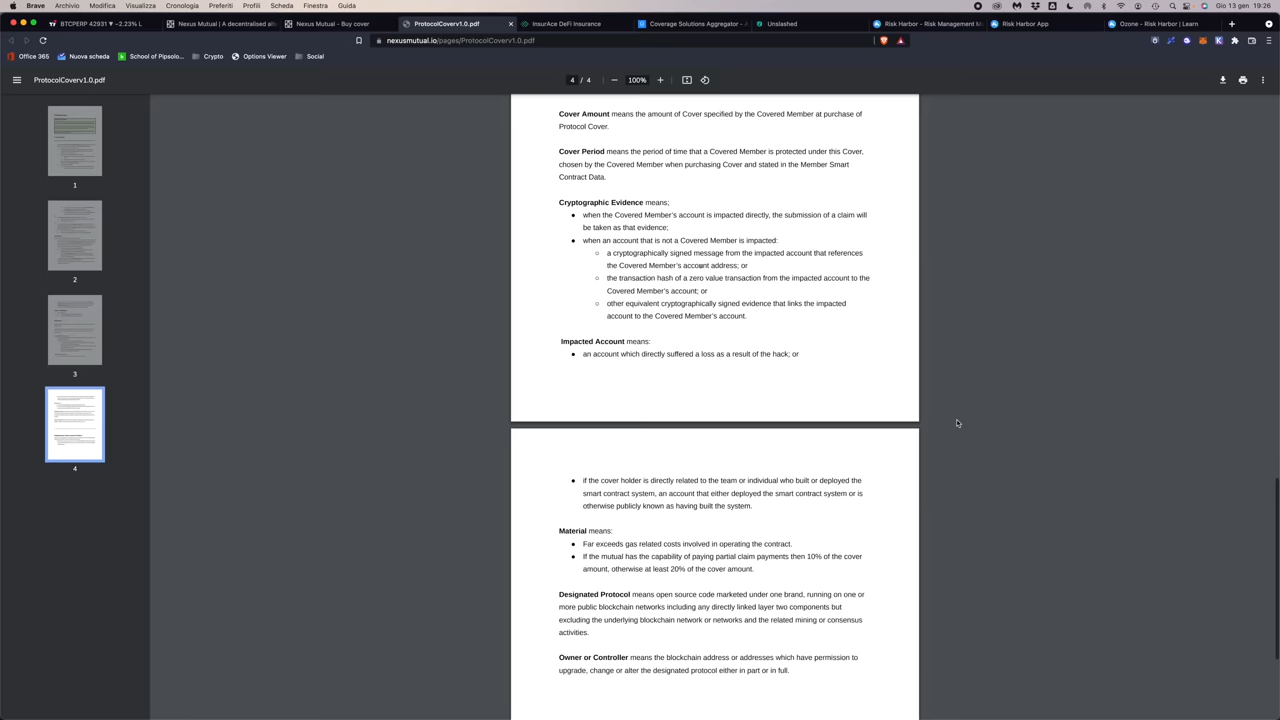 Brave Archivio Modifica Visualizza Cronologia Preferiti Profili Scheda Finestra Guida
Gio 13 gen 19:26
BTCPERP 42931 ▼ −2.23% | Nexus Mutual | A decentralised alt Nexus Mutual - Buy cover ProtocolCoverv1.0.pdf InsurAce DeFi Insurance Coverage Solutions Aggregator - Unslashed Risk Harbor - Risk Management M Risk Harbor App Ozone - Risk Harbor | Learn
nexusmutual.io/pages/ProtocolCoverv1.0.pdf
Office 365 Nuova scheda School of Pipsolo... Crypto Options Viewer Social
ProtocolCoverv1.0.pdf
4 / 4
100%
1
2
3
4
Cover Amount means the amount of Cover specified by the Covered Member at purchase of
Protocol Cover.
Cover Period means the period of time that a Covered Member is protected under this Cover,
chosen by the Covered Member when purchasing Cover and stated in the Member Smart
Contract Data.
Cryptographic Evidence means;
● when the Covered Member's account is impacted directly, the submission of a claim will
be taken as that evidence;
● when an account that is not a Covered Member is impacted:
○ a cryptographically signed message from the impacted account that references
the Covered Member's account address; or
○ the transaction hash of a zero value transaction from the impacted account to the
Covered Member's account; or
○ other equivalent cryptographically signed evidence that links the impacted
account to the Covered Member's account.
Impacted Account means:
● an account which directly suffered a loss as a result of the hack; or
● if the cover holder is directly related to the team or individual who built or deployed the
smart contract system, an account that either deployed the smart contract system or is
otherwise publicly known as having built the system.
Material means:
● Far exceeds gas related costs involved in operating the contract.
● If the mutual has the capability of paying partial claim payments then 10% of the cover
amount, otherwise at least 20% of the cover amount.
Designated Protocol means open source code marketed under one brand, running on one or
more public blockchain networks including any directly linked layer two components but
excluding the underlying blockchain network or networks and the related mining or consensus
activities.
Owner or Controller means the blockchain address or addresses which have permission to
upgrade, change or alter the designated protocol either in part or in full.